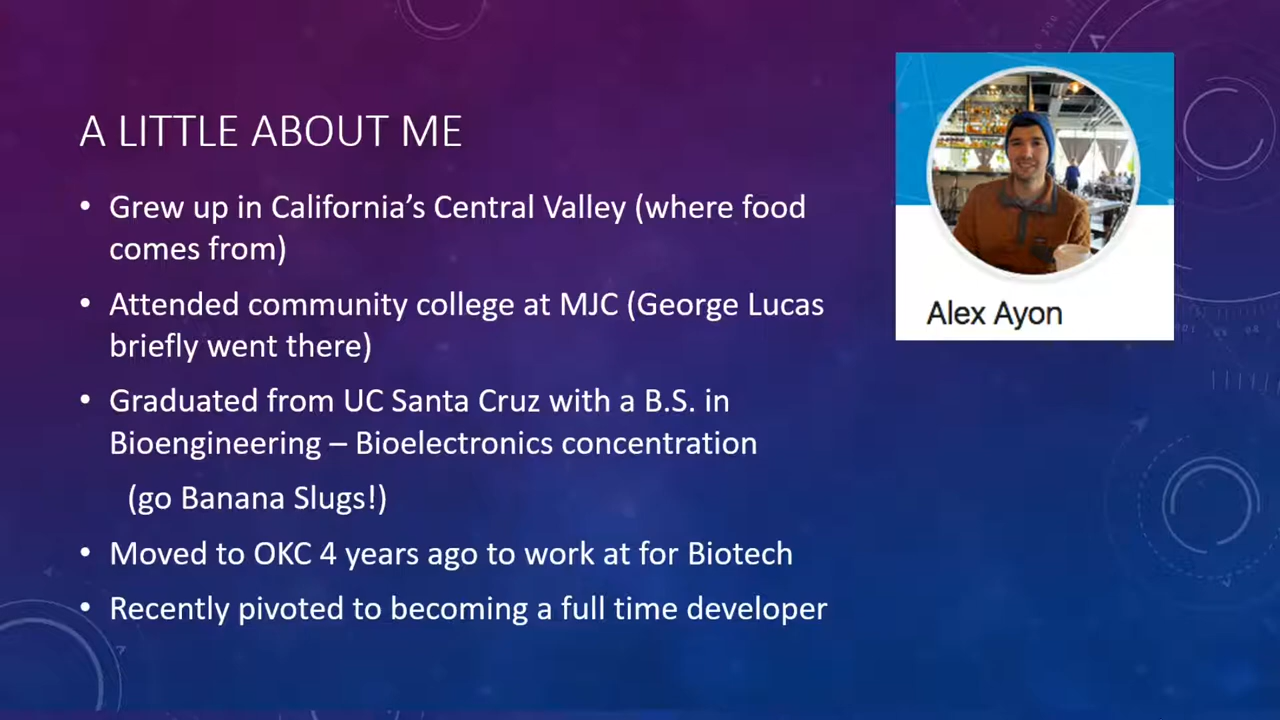 A LITTLE ABOUT ME
• Grew up in California’s Central Valley (where food
comes from)
• Attended community college at MJC (George Lucas
briefly went there)
• Graduated from UC Santa Cruz with a B.S. in
Bioengineering – Bioelectronics concentration
(go Banana Slugs!)
• Moved to OKC 4 years ago to work at for Biotech
• Recently pivoted to becoming a full time developer
Alex Ayon